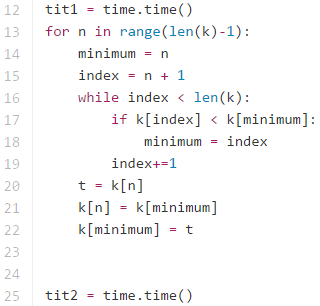 12 tit1 = time.time()
13 for n in range(len(k)-1):
14     minimum = n
15     index = n + 1
16     while index < len(k):
17         if k[index] < k[minimum]:
18             minimum = index
19         index+=1
20     t = k[n]
21     k[n] = k[minimum]
22     k[minimum] = t
23
24
25 tit2 = time.time()